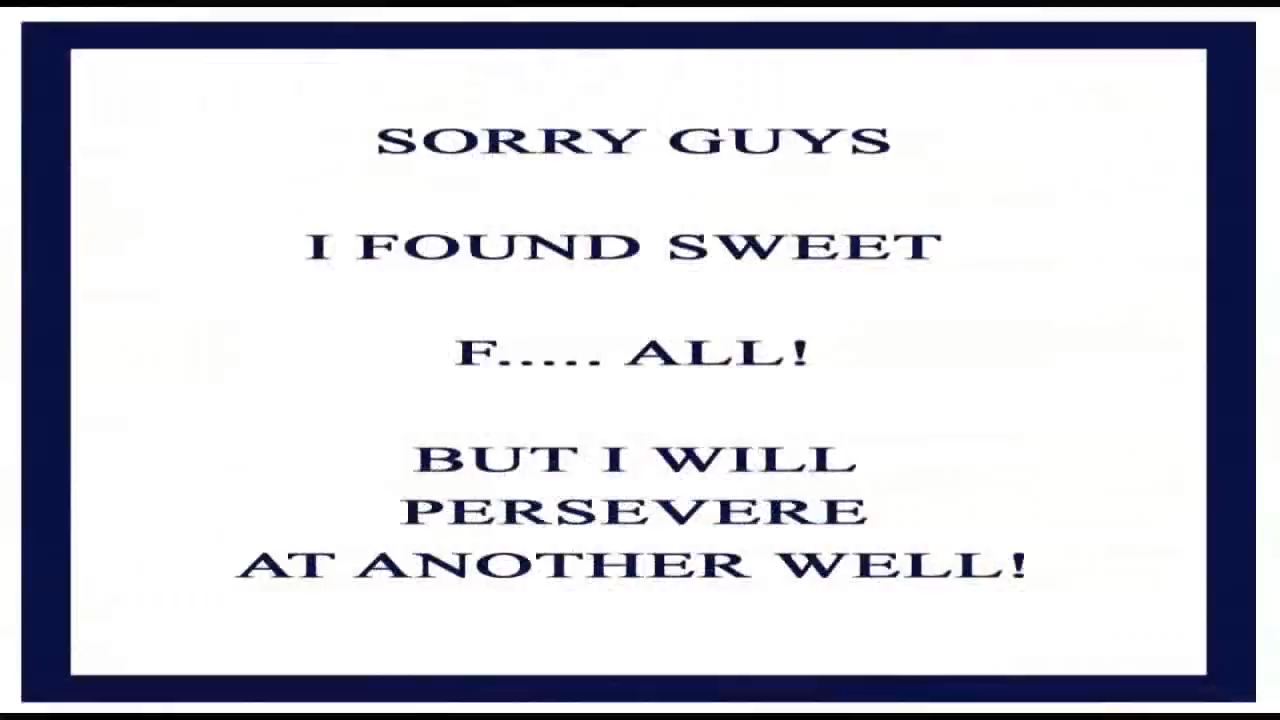 SORRY GUYS
I FOUND SWEET
F..... ALL!
BUT I WILL
PERSEVERE
AT ANOTHER WELL!